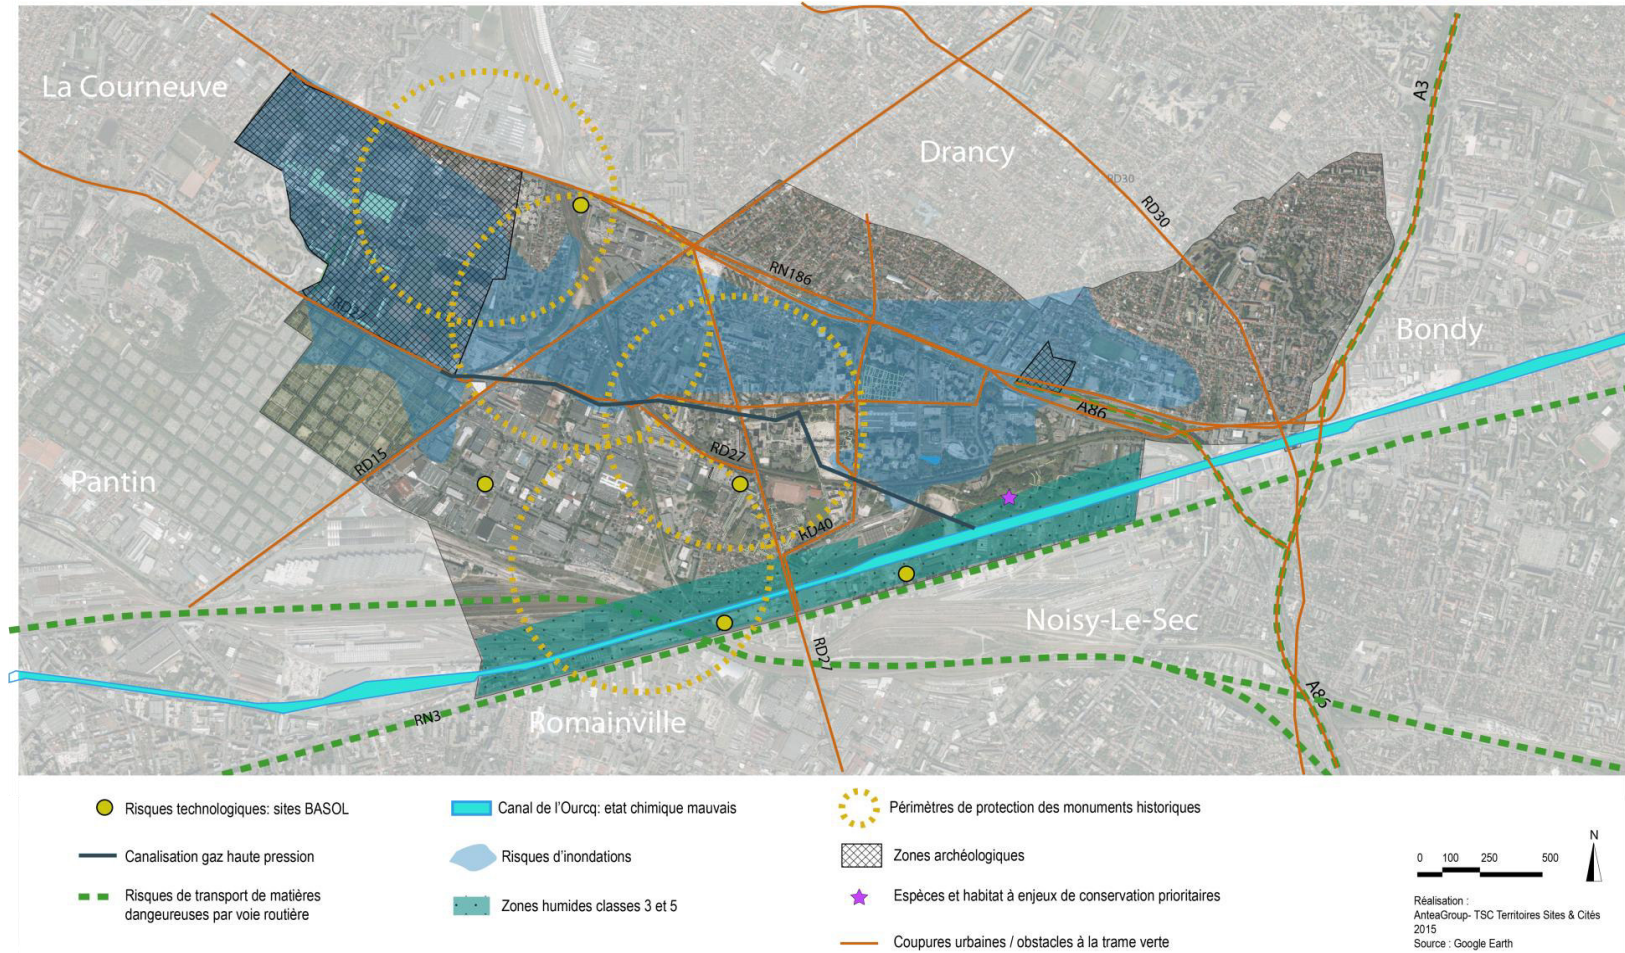 La Courneuve
Drancy
A3
RD30
RD30
RN186
Bondy
A86
RD15
RD27
Pantin
RD40
Noisy-Le-Sec
RD27
A86
RN3
Romainville
Risques technologiques: sites BASOL
Canalisation gaz haute pression
Risques de transport de matières
dangeureuses par voie routière
Canal de l'Ourcq: etat chimique mauvais
Risques d'inondations
Zones humides classes 3 et 5
Périmètres de protection des monuments historiques
Zones archéologiques
Espèces et habitat à enjeux de conservation prioritaires
Coupures urbaines / obstacles à la trame verte
N
0 100 250 500
Réalisation :
AnteaGroup- TSC Territoires Sites & Cités
2015
Source : Google Earth